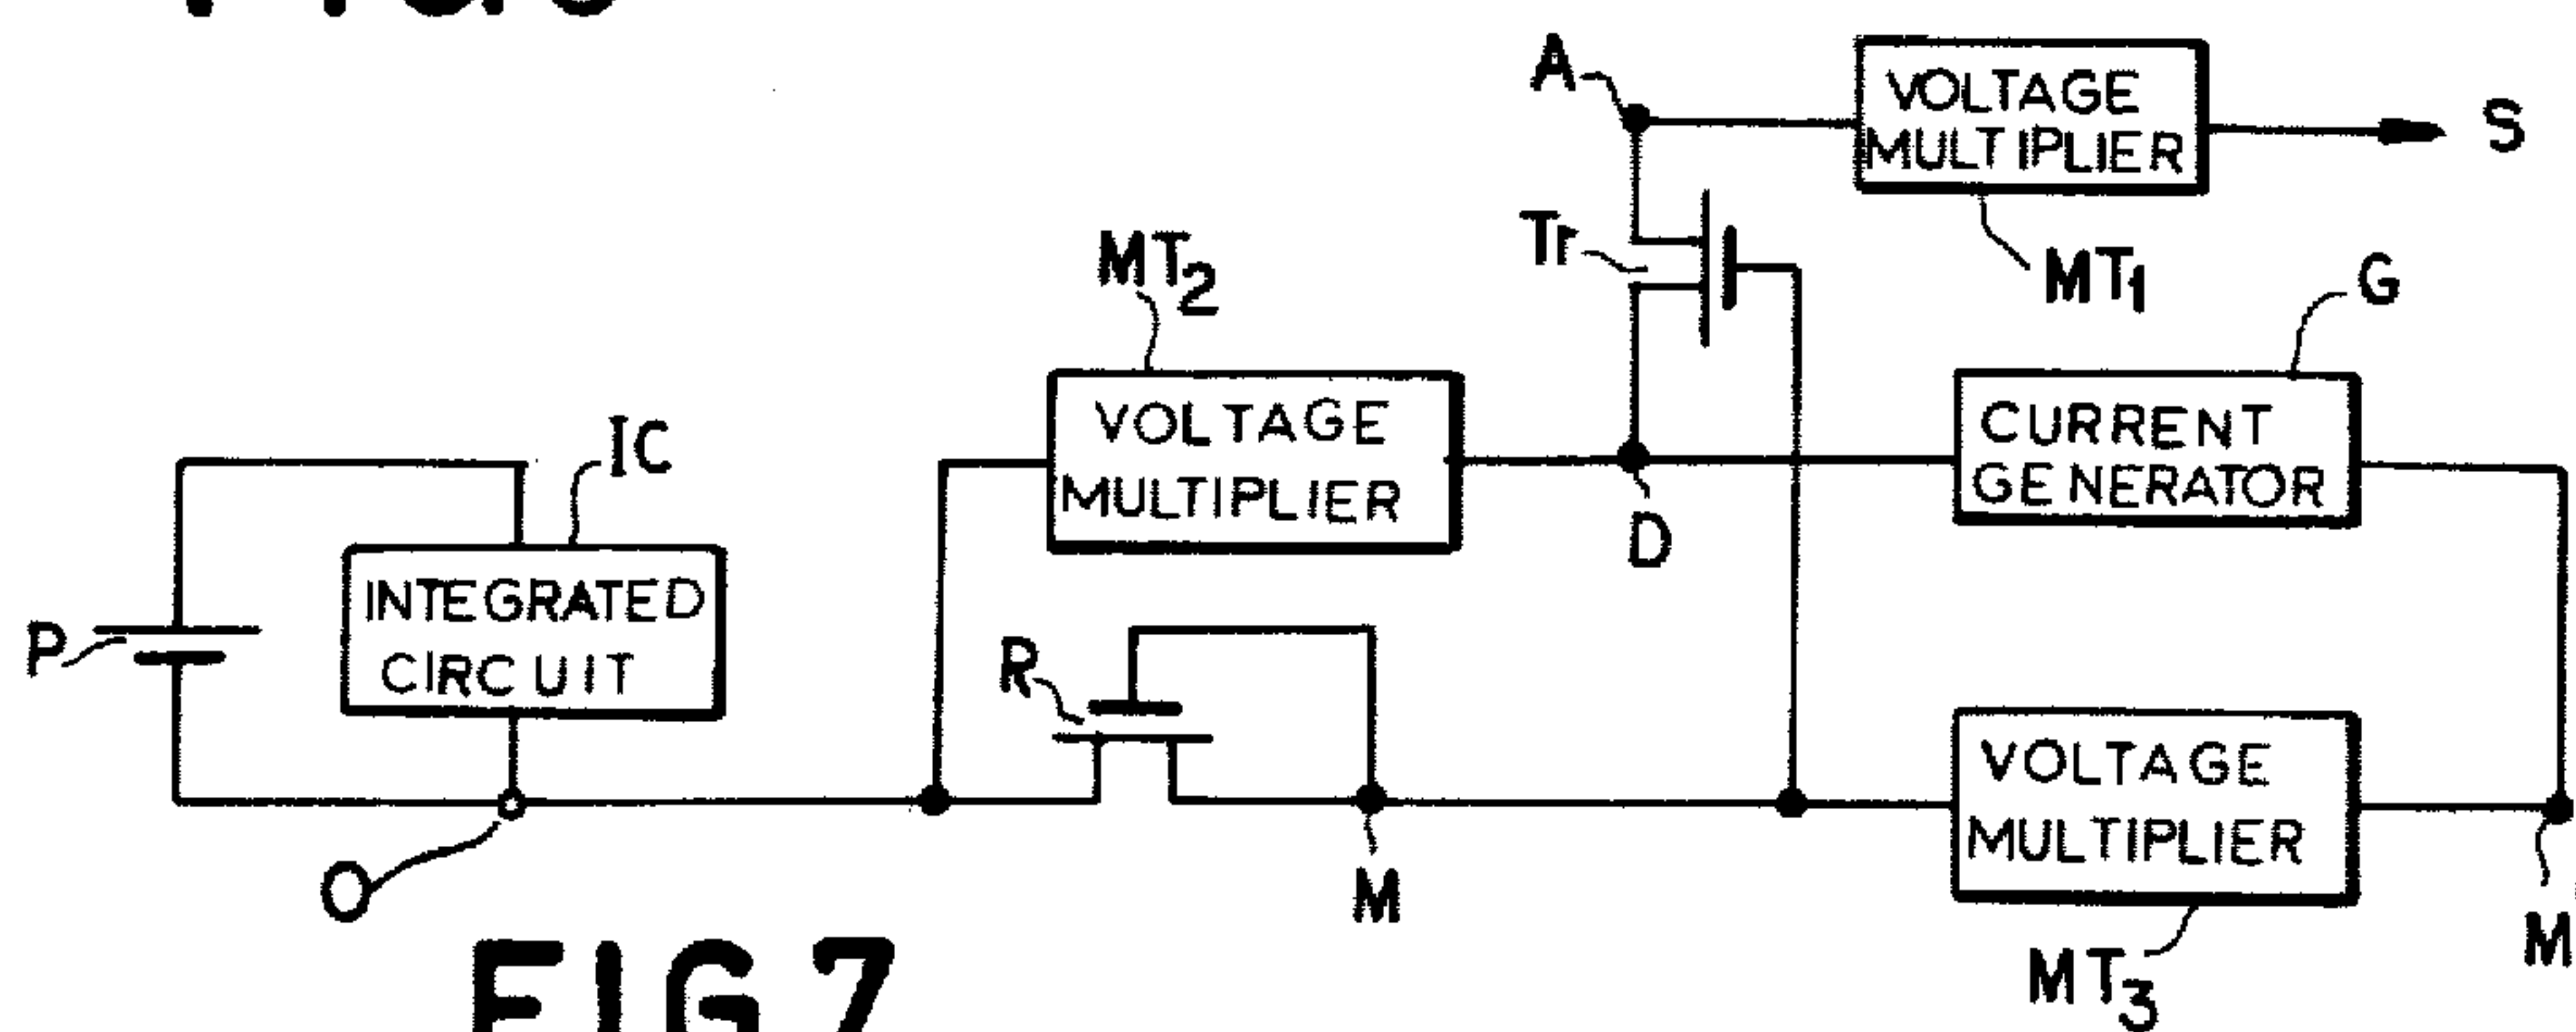 A
VOLTAGE
MULTIPLIER
S
Tr
MT1
MT2
G
VOLTAGE
MULTIPLIER
CURRENT
GENERATOR
IC
D
INTEGRATED
CIRCUIT
P
R
VOLTAGE
MULTIPLIER
O
M
M
MT3
FIG.7